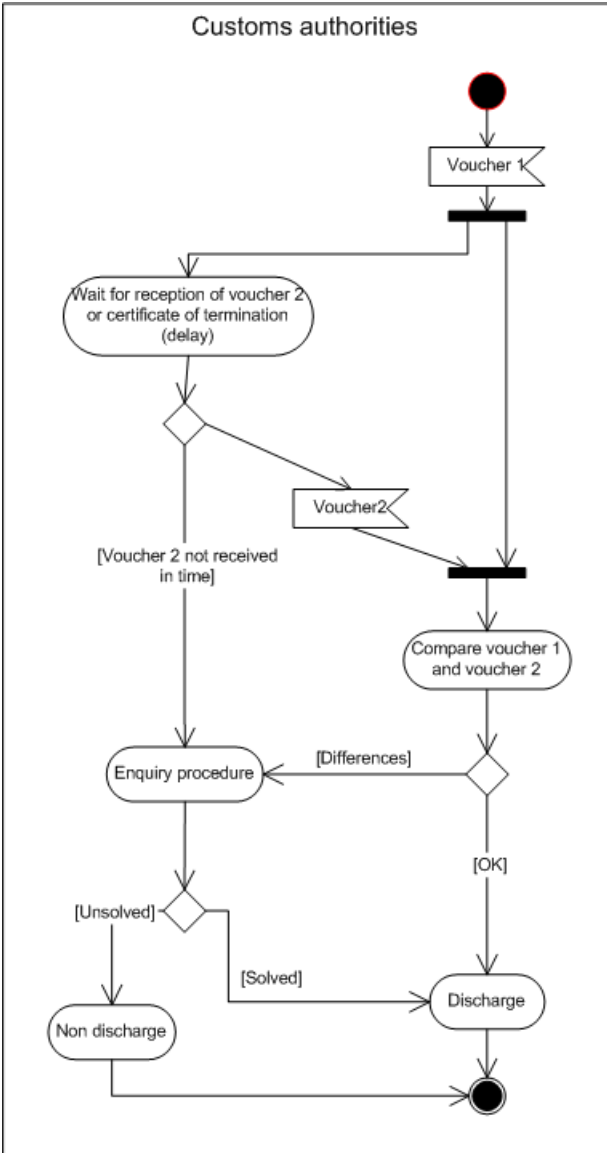 Customs authorities
Voucher 1
Wait for reception of voucher 2
or certificate of termination
(delay)
Voucher2
[Voucher 2 not received
in time]
Compare voucher 1
and voucher 2
[Differences]
Enquiry procedure
[OK]
[Unsolved]
[Solved]
Discharge
Non discharge